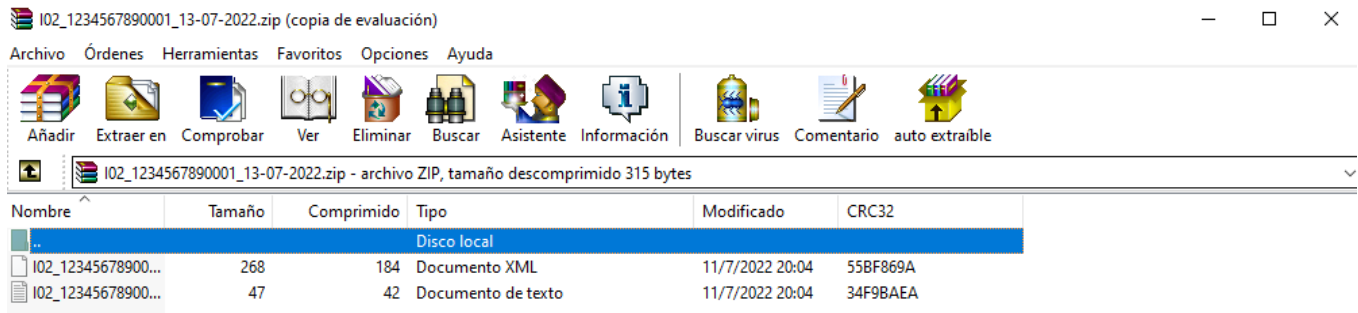 I02_1234567890001_13-07-2022.zip (copia de evaluación)
Archivo Órdenes Herramientas Favoritos Opciones Ayuda
Añadir Extraer en Comprobar Ver Eliminar Buscar Asistente Información Buscar virus Comentario auto extraíble
I02_1234567890001_13-07-2022.zip - archivo ZIP, tamaño descomprimido 315 bytes
Nombre Tamaño Comprimido Tipo Modificado CRC32
.. Disco local
I02_12345678900... 268 184 Documento XML 11/7/2022 20:04 55BF869A
I02_12345678900... 47 42 Documento de texto 11/7/2022 20:04 34F9BAEA